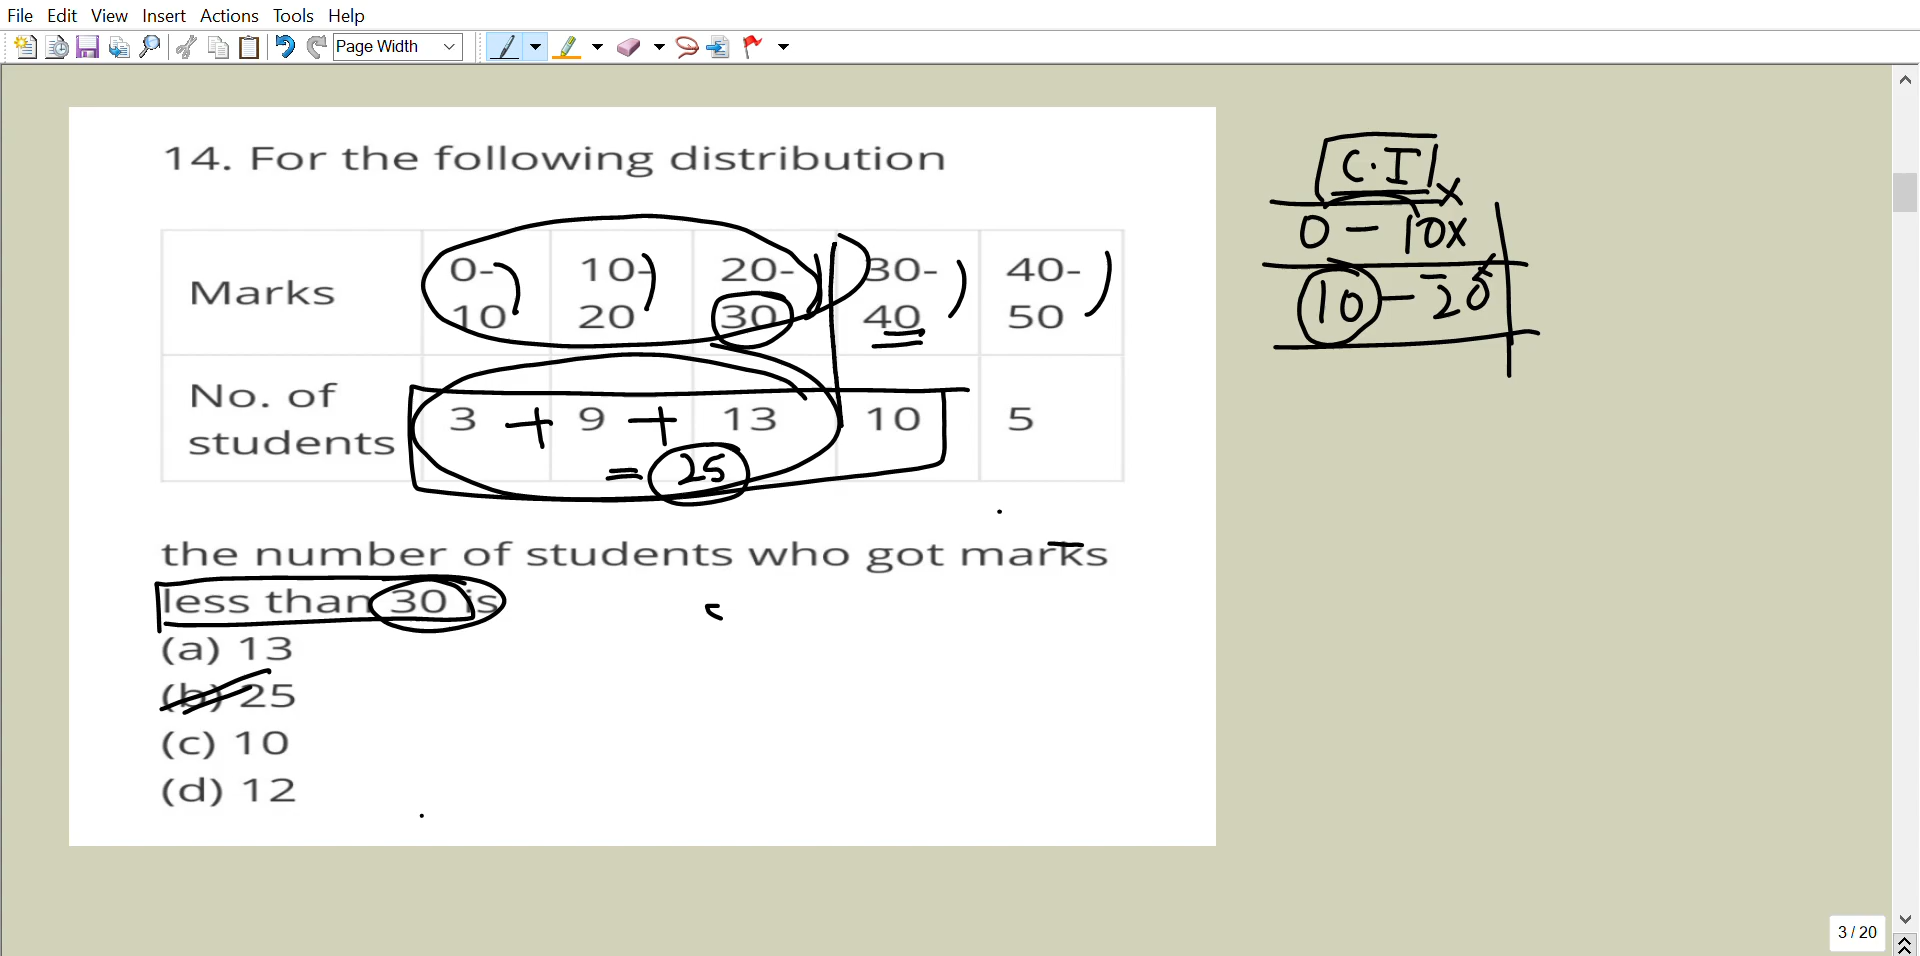 File Edit View Insert Actions Tools Help
Page Width
14. For the following distribution
Marks 0-10 10-20 20-30 30-40 40-50
No. of students 3 + 9 + 13 10 5
= 25
the number of students who got marks
less than 30 is
(a) 13
(b) 25
(c) 10
(d) 12
C.I
0 - 10
10 - 20
3 / 20